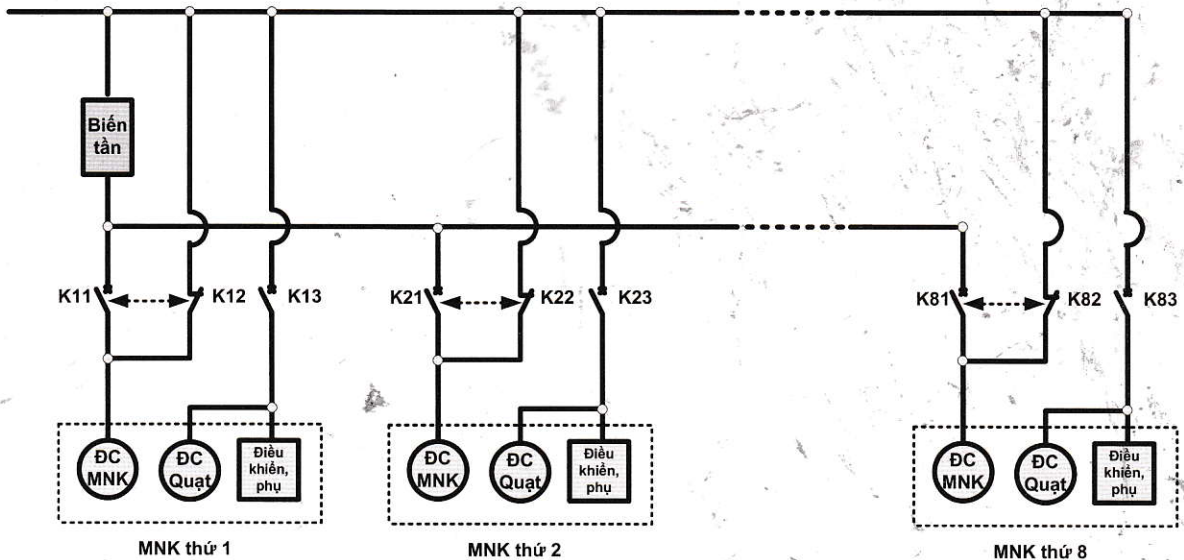 Biến
tần
K11
K12
K13
K21
K22
K23
K81
K82
K83
ĐC
MNK
ĐC
Quạt
Điều
khiển,
phụ
ĐC
MNK
ĐC
Quạt
Điều
khiển,
phụ
ĐC
MNK
ĐC
Quạt
Điều
khiển,
phụ
MNK thứ 1
MNK thứ 2
MNK thứ 8